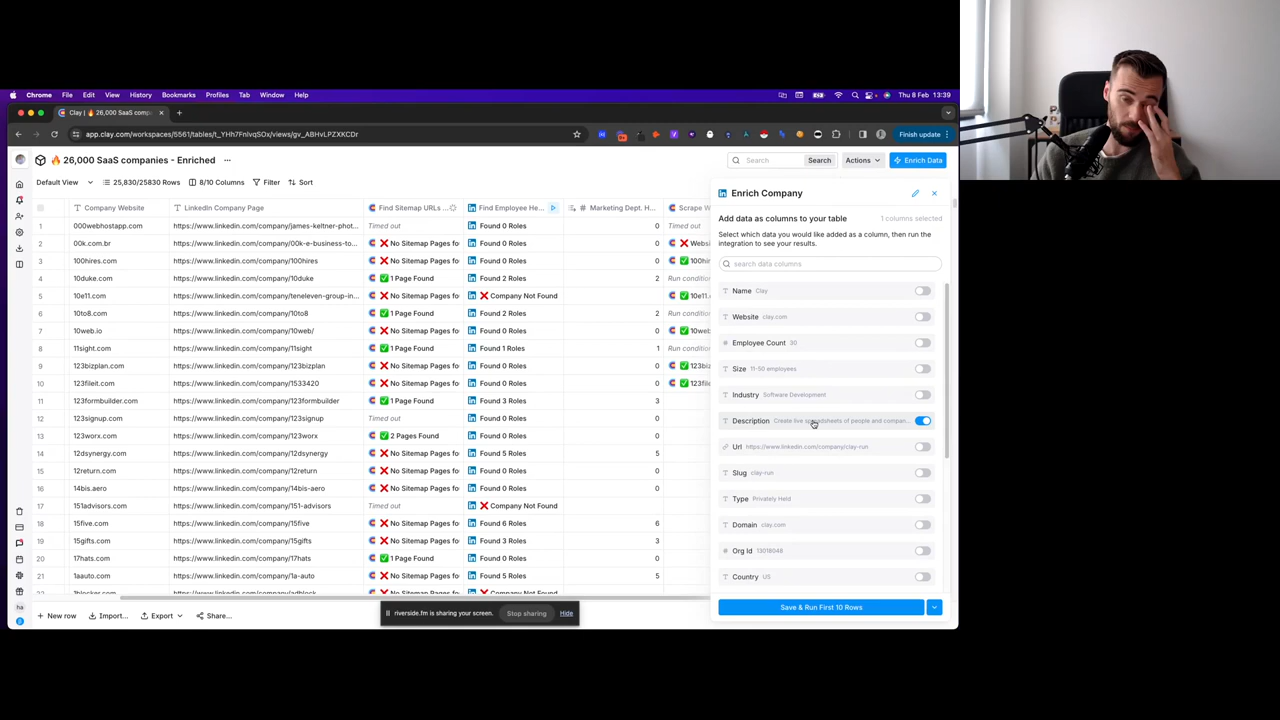 Chrome File Edit View History Bookmarks Profiles Tab Window Help Thu 8 Feb 13:39
Clay | 🔥 26,000 SaaS comp
app.clay.com/workspaces/5561/tables/t_YHh7FnIvqSOx/views/gv_ABHvLPZXKCDr Finish update
🔥 26,000 SaaS companies - Enriched ··· Search Search Actions Enrich Data
Default View 25,830/25830 Rows 8/10 Columns Filter Sort
Company Website LinkedIn Company Page Find Sitemap URLs ... Find Employee He... # Marketing Dept. H... Scrape W
1 000webhostapp.com https://www.linkedin.com/company/james-keltner-phot... Timed out Found 0 Roles 0 Timed out
2 00k.com.br https://www.linkedin.com/company/00k-e-business-to... ❌ No Sitemap Pages fo Found 0 Roles 0 ❌ Websi
3 100hires.com https://www.linkedin.com/company/100hires ❌ No Sitemap Pages fo Found 0 Roles 0 ✅ 100hi
4 10duke.com https://www.linkedin.com/company/10duke ✅ 1 Page Found Found 2 Roles 2 Run condition
5 10e11.com https://www.linkedin.com/company/teneleven-group-in... ❌ No Sitemap Pages fo ❌ Company Not Found ✅ 10e11.
6 10to8.com https://www.linkedin.com/company/10to8 ✅ 1 Page Found Found 2 Roles 2 Run condition
7 10web.io https://www.linkedin.com/company/10web/ ❌ No Sitemap Pages fo Found 0 Roles 0 ✅ 10web
8 11sight.com https://www.linkedin.com/company/11sight ✅ 1 Page Found Found 1 Roles 1 Run condition
9 123bizplan.com https://www.linkedin.com/company/123bizplan ❌ No Sitemap Pages fo Found 0 Roles 0 ✅ 123biz
10 123fileit.com https://www.linkedin.com/company/1533420 ❌ No Sitemap Pages fo Found 0 Roles 0 ✅ 123file
11 123formbuilder.com https://www.linkedin.com/company/123formbuilder ✅ 1 Page Found Found 3 Roles 3
12 123signup.com https://www.linkedin.com/company/123signup Timed out Found 0 Roles 0
13 123worx.com https://www.linkedin.com/company/123worx ✅ 2 Pages Found Found 0 Roles 0
14 12dsynergy.com https://www.linkedin.com/company/12dsynergy ❌ No Sitemap Pages fo Found 5 Roles 5
15 12return.com https://www.linkedin.com/company/12return ❌ No Sitemap Pages fo Found 0 Roles 0
16 14bis.aero https://www.linkedin.com/company/14bis-aero ❌ No Sitemap Pages fo Found 0 Roles 0
17 151advisors.com https://www.linkedin.com/company/151-advisors Timed out ❌ Company Not Found
18 15five.com https://www.linkedin.com/company/15five ❌ No Sitemap Pages fo Found 6 Roles 6
19 15gifts.com https://www.linkedin.com/company/15gifts ❌ No Sitemap Pages fo Found 3 Roles 3
20 17hats.com https://www.linkedin.com/company/17hats ✅ 1 Page Found Found 0 Roles 0
21 1aauto.com https://www.linkedin.com/company/1a-auto ❌ No Sitemap Pages fo Found 5 Roles 5
New row Import... Export Share...
riverside.fm is sharing your screen. Stop sharing Hide
Enrich Company
Add data as columns to your table 1 columns selected
Select which data you would like added as a column, then run the
integration to see your results.
search data columns
Name Clay
Website clay.com
# Employee Count 30
Size 11-50 employees
Industry Software Development
Description Create live spreadsheets of people and compan...
Url https://www.linkedin.com/company/clay-run
Slug clay-run
Type Privately Held
Domain clay.com
# Org Id 13018048
Country US
Save & Run First 10 Rows